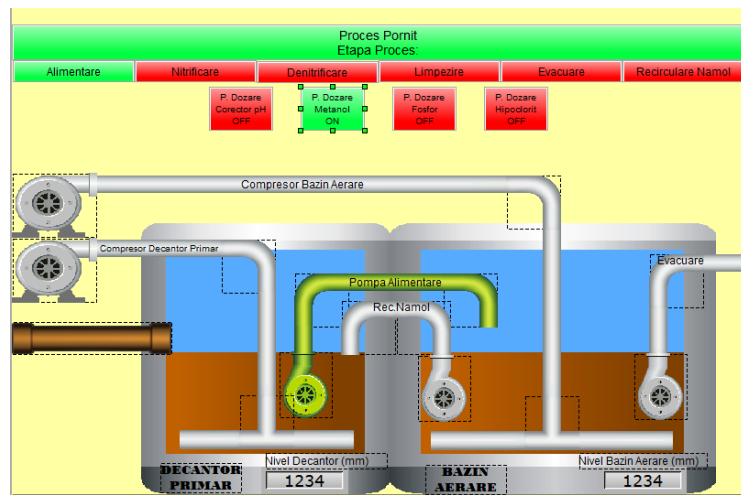 Proces Pornit
Etapa Proces:
Alimentare Nitrificare Denitrificare Limpezire Evacuare Recirculare Namol
P. Dozare Corector pH OFF
P. Dozare Metanol ON
P. Dozare Fosfor OFF
P. Dozare Hipoclorit OFF
Compresor Bazin Aerare
Compresor Decantor Primar
Evacuare
Pompa Alimentare
Rec.Namol
Nivel Decantor (mm)
Nivel Bazin Aerare (mm)
DECANTOR
PRIMAR
1234
BAZIN
AERARE
1234